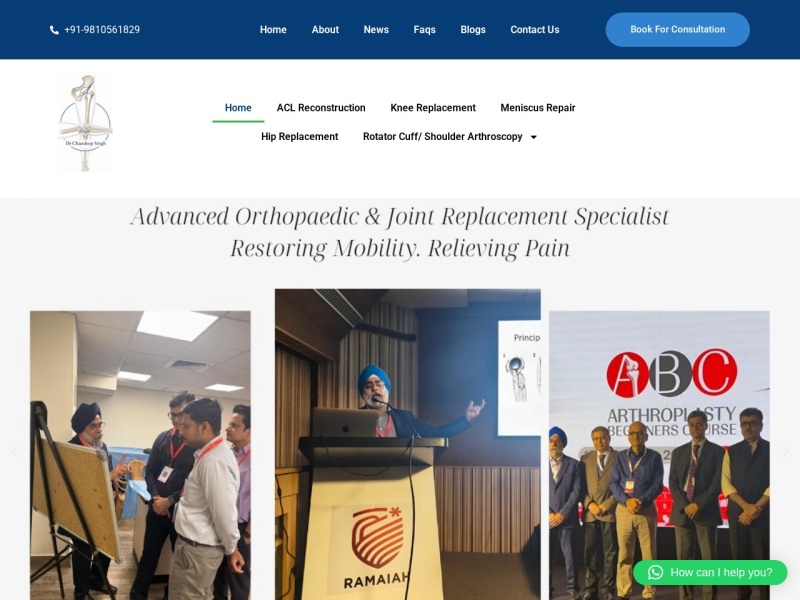 +91-9810561829
Home
About
News
Faqs
Blogs
Contact Us
Book For Consultation
Dr Chandeep Singh
Home
ACL Reconstruction
Knee Replacement
Meniscus Repair
Hip Replacement
Rotator Cuff/ Shoulder Arthroscopy
Advanced Orthopaedic & Joint Replacement Specialist
Restoring Mobility. Relieving Pain
Princip
RAMAIAH
ABC
ARTHROPLASTY
BEGINNERS COURSE
How can I help you?